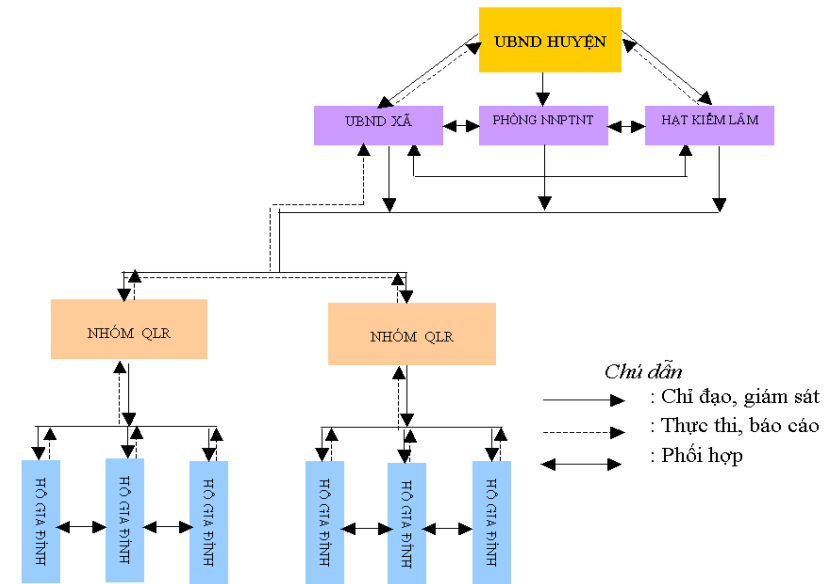 UBND HUYỆN
UBND XÃ
PHÒNG NNPTNT
HẠT KIỂM LÂM
NHÓM QLR
NHÓM QLR
Chú dẫn
: Chỉ đạo, giám sát
: Thực thi, báo cáo
: Phối hợp
HỘ GIA ĐÌNH
HỘ GIA ĐÌNH
HỘ GIA ĐÌNH
HỘ GIA ĐÌNH
HỘ GIA ĐÌNH
HỘ GIA ĐÌNH